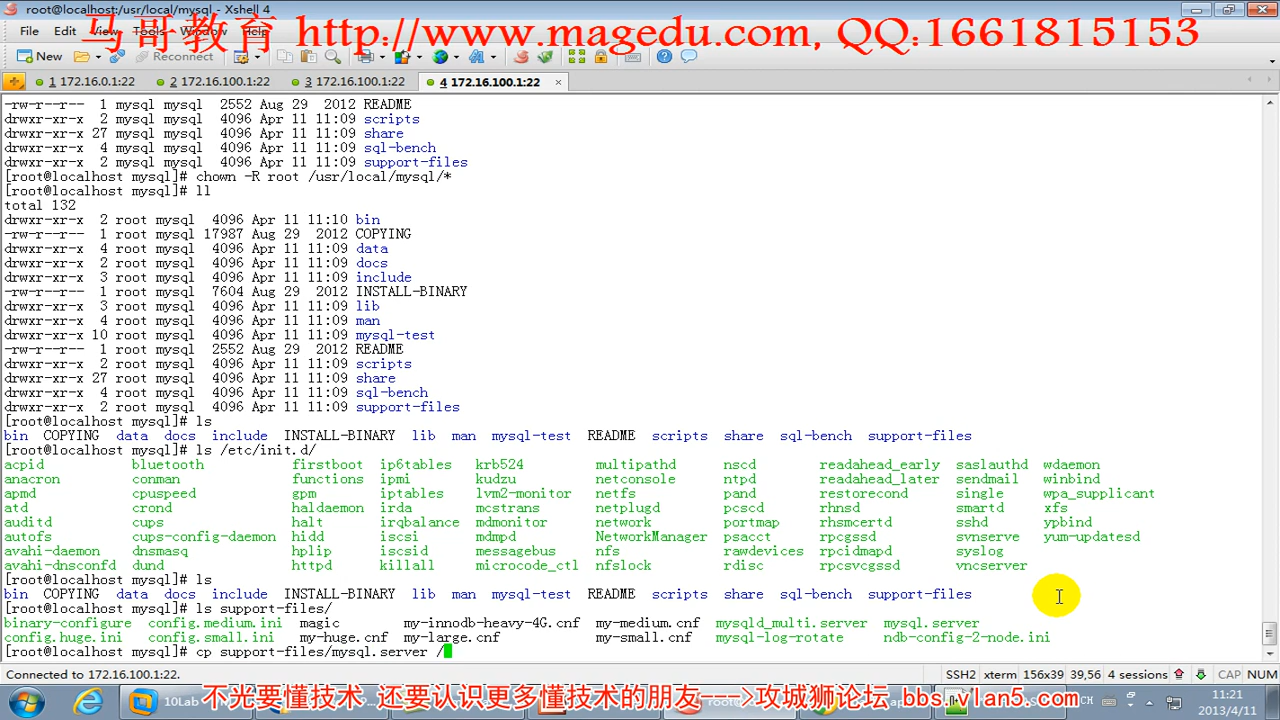 root@localhost:/usr/local/mysql - Xshell 4
马哥教育 http://www.magedu.com, QQ:1661815153
File Edit View Tools Window Help
New Reconnect
1 172.16.0.1:22 2 172.16.100.1:22 3 172.16.100.1:22 4 172.16.100.1:22
-rw-r--r-- 1 mysql mysql 2552 Aug 29 2012 README
drwxr-xr-x 2 mysql mysql 4096 Apr 11 11:09 scripts
drwxr-xr-x 27 mysql mysql 4096 Apr 11 11:09 share
drwxr-xr-x 4 mysql mysql 4096 Apr 11 11:09 sql-bench
drwxr-xr-x 2 mysql mysql 4096 Apr 11 11:09 support-files
[root@localhost mysql]# chown -R root /usr/local/mysql/*
[root@localhost mysql]# ll
total 132
drwxr-xr-x 2 root mysql 4096 Apr 11 11:10 bin
-rw-r--r-- 1 root mysql 17987 Aug 29 2012 COPYING
drwxr-xr-x 4 root mysql 4096 Apr 11 11:09 data
drwxr-xr-x 2 root mysql 4096 Apr 11 11:09 docs
drwxr-xr-x 3 root mysql 4096 Apr 11 11:09 include
-rw-r--r-- 1 root mysql 7604 Aug 29 2012 INSTALL-BINARY
drwxr-xr-x 3 root mysql 4096 Apr 11 11:09 lib
drwxr-xr-x 4 root mysql 4096 Apr 11 11:09 man
drwxr-xr-x 10 root mysql 4096 Apr 11 11:09 mysql-test
-rw-r--r-- 1 root mysql 2552 Aug 29 2012 README
drwxr-xr-x 2 root mysql 4096 Apr 11 11:09 scripts
drwxr-xr-x 27 root mysql 4096 Apr 11 11:09 share
drwxr-xr-x 4 root mysql 4096 Apr 11 11:09 sql-bench
drwxr-xr-x 2 root mysql 4096 Apr 11 11:09 support-files
[root@localhost mysql]# ls
bin COPYING data docs include INSTALL-BINARY lib man mysql-test README scripts share sql-bench support-files
[root@localhost mysql]# ls /etc/init.d/
acpid bluetooth firstboot ip6tables krb524 multipathd nscd readahead_early saslauthd wdaemon
anacron conman functions ipmi kudzu netconsole ntpd readahead_later sendmail winbind
apmd cpuspeed gpm iptables lvm2-monitor netfs pand restorecond single wpa_supplicant
atd crond haldaemon irda mcstrans netplugd pcscd rhnsd smartd xfs
auditd cups halt irqbalance mdmonitor network portmap rhsmcertd sshd ypbind
autofs cups-config-daemon hidd iscsi mdmpd NetworkManager psacct rpcgssd svnserve yum-updatesd
avahi-daemon dnsmasq hplip iscsid messagebus nfs rawdevices rpcidmapd syslog
avahi-dnsconfd dund httpd killall microcode_ctl nfslock rdisc rpcsvcgssd vncserver
[root@localhost mysql]# ls
bin COPYING data docs include INSTALL-BINARY lib man mysql-test README scripts share sql-bench support-files
[root@localhost mysql]# ls support-files/
binary-configure config.medium.ini magic my-innodb-heavy-4G.cnf my-medium.cnf mysqld_multi.server mysql.server
config.huge.ini config.small.ini my-huge.cnf my-large.cnf my-small.cnf mysql-log-rotate ndb-config-2-node.ini
[root@localhost mysql]# cp support-files/mysql.server /
Connected to 172.16.100.1:22. SSH2 xterm 156x39 39,56 4 sessions CAP NUM
10Lab
不光要懂技术 还要认识更多懂技术的朋友--->攻城狮论坛 bbs.vlan5.com
CH 11:21
2013/4/11